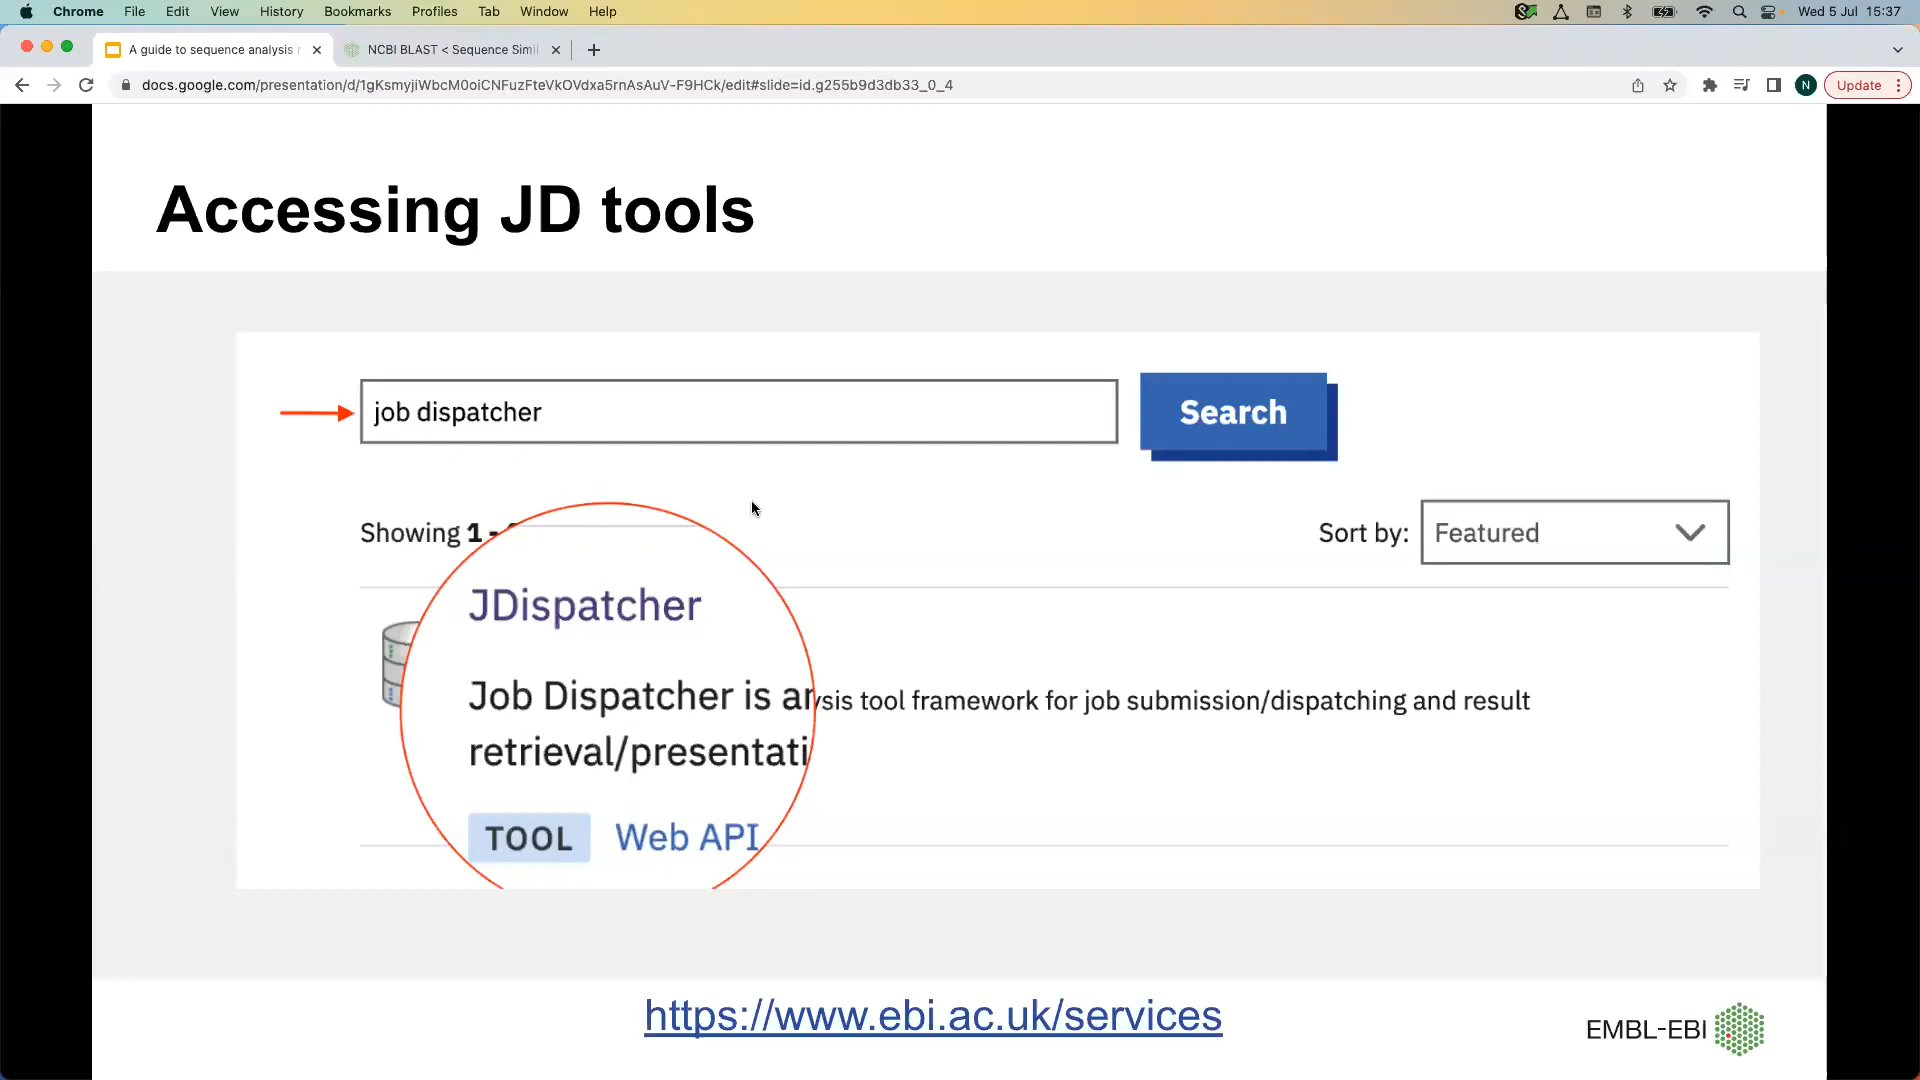 Chrome File Edit View History Bookmarks Profiles Tab Window Help Wed 5 Jul 15:37
A guide to sequence analysis NCBI BLAST < Sequence Simi
docs.google.com/presentation/d/1gKsmyjiWbcM0oiCNFuzFteVkOVdxa5rnAsAuV-F9HCk/edit#slide=id.g255b9d3db33_0_4 N Update
Accessing JD tools
job dispatcher Search
Showing 1 - Sort by: Featured
JDispatcher
Job Dispatcher is an ysis tool framework for job submission/dispatching and result
retrieval/presentati
TOOL Web API
https://www.ebi.ac.uk/services
EMBL-EBI